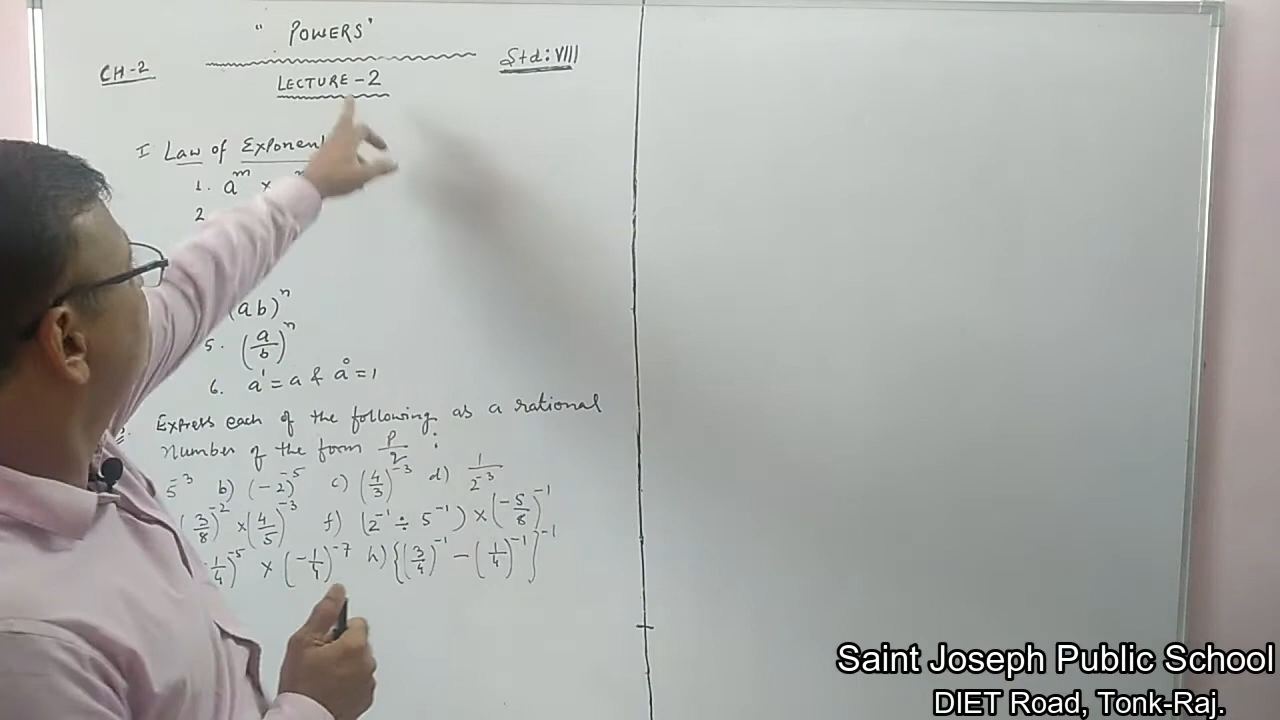 " POWERS"
CH-2
Std: VIII
LECTURE-2
I Law of Exponen
1. a^m ×
2
(ab)^n
5. (a/b)^n
6. a^1 = a & a^0 = 1
Express each of the following as a rational
Number of the form p/q :
5^-3 b) (-2)^-5 c) (4/3)^-3 d) 1/2^-3
(3/8)^-2 × (4/5)^-3 f) (2^-1 ÷ 5^-1) × (-5/8)^-1
1/4)^-5 × (-1/4)^-7 h) {(3/4)^-1 - (1/4)^-1}^-1
Saint Joseph Public School
DIET Road, Tonk-Raj.